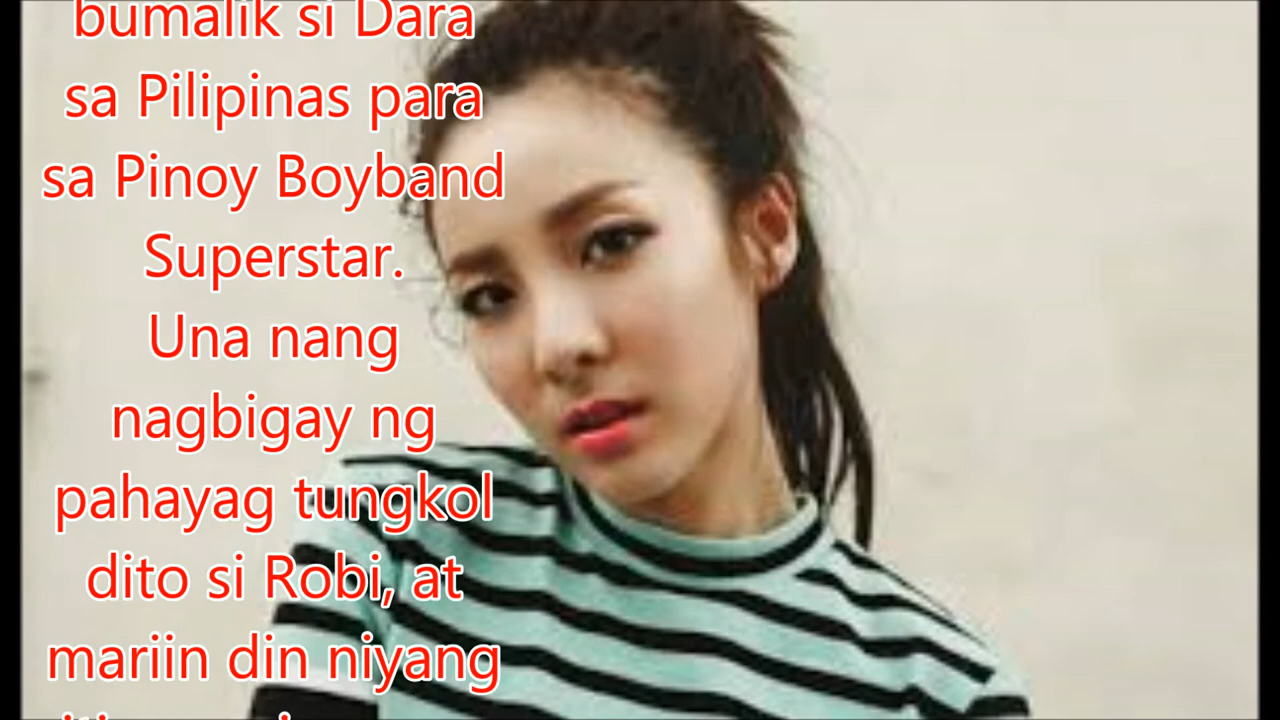 bumalik si Dara
sa Pilipinas para
sa Pinoy Boyband
Superstar.
Una nang
nagbigay ng
pahayag tungkol
dito si Robi, at
mariin din niyang